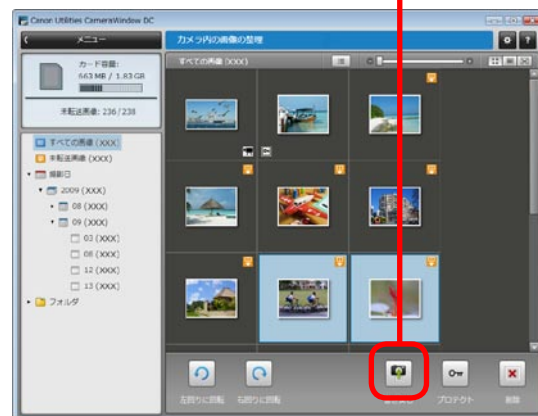 Canon Utilities CameraWindow DC
メニュー
カメラ内の画像の整理
?
カード容量:
663 MB / 1.83 GB
未転送画像: 236/238
すべての画像 (XXX)
すべての画像 (XXX)
未転送画像 (XXX)
撮影日
2009 (XXX)
08 (XXX)
09 (XXX)
03 (XXX)
08 (XXX)
12 (XXX)
13 (XXX)
フォルダ
左回りに回転
右回りに回転
プロテクト
削除